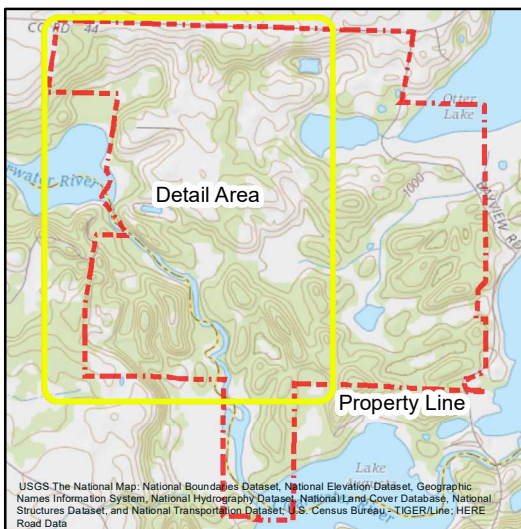 CO RD 44
Otter
Lake
water River
1000
BAYVIEW RD
Detail Area
Property Line
Lake
USGS The National Map: National Boundaries Dataset, National Elevation Dataset, Geographic
Names Information System, National Hydrography Dataset, National Land Cover Database, National
Structures Dataset, and National Transportation Dataset; U.S. Census Bureau - TIGER/Line; HERE
Road Data